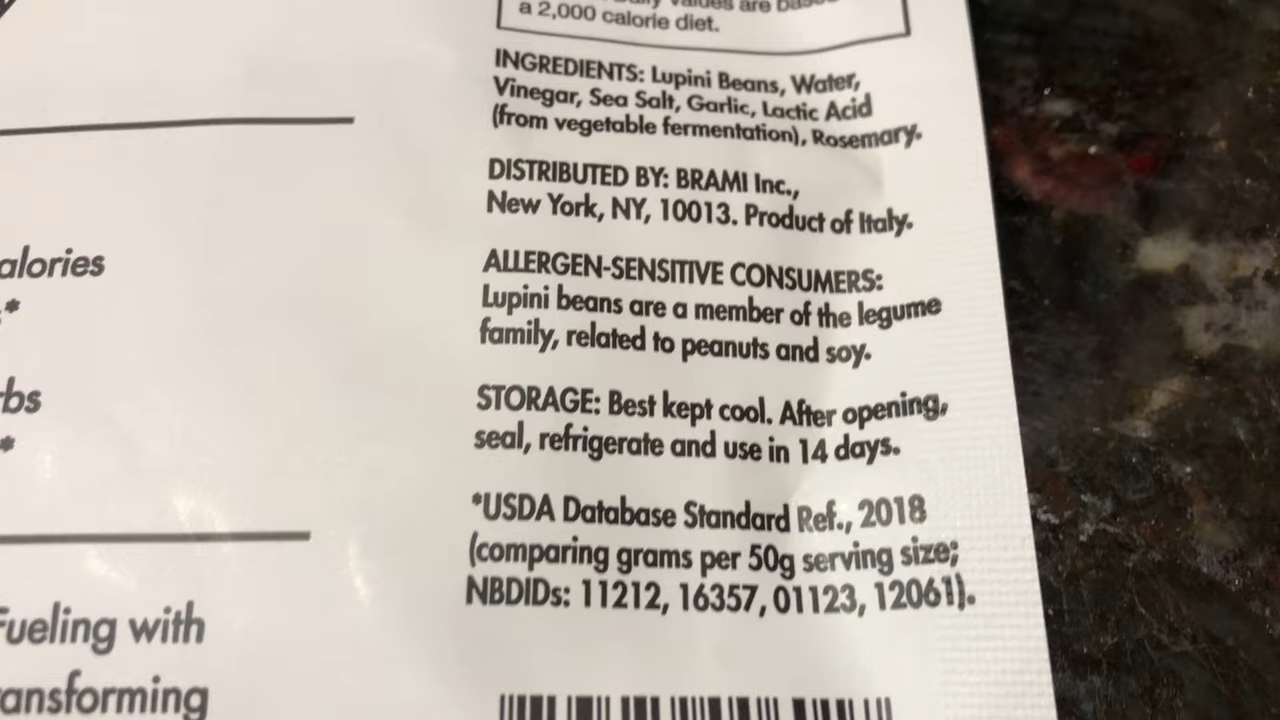 a 2,000 calorie diet.
INGREDIENTS: Lupini Beans, Water,
Vinegar, Sea Salt, Garlic, Lactic Acid
(from vegetable fermentation), Rosemary.
DISTRIBUTED BY: BRAMI Inc.,
New York, NY, 10013. Product of Italy.
ALLERGEN-SENSITIVE CONSUMERS:
Lupini beans are a member of the legume
family, related to peanuts and soy.
STORAGE: Best kept cool. After opening,
seal, refrigerate and use in 14 days.
*USDA Database Standard Ref., 2018
(comparing grams per 50g serving size;
NBDIDs: 11212, 16357, 01123, 12061).
alories
*
bs
*
Fueling with
ansforming